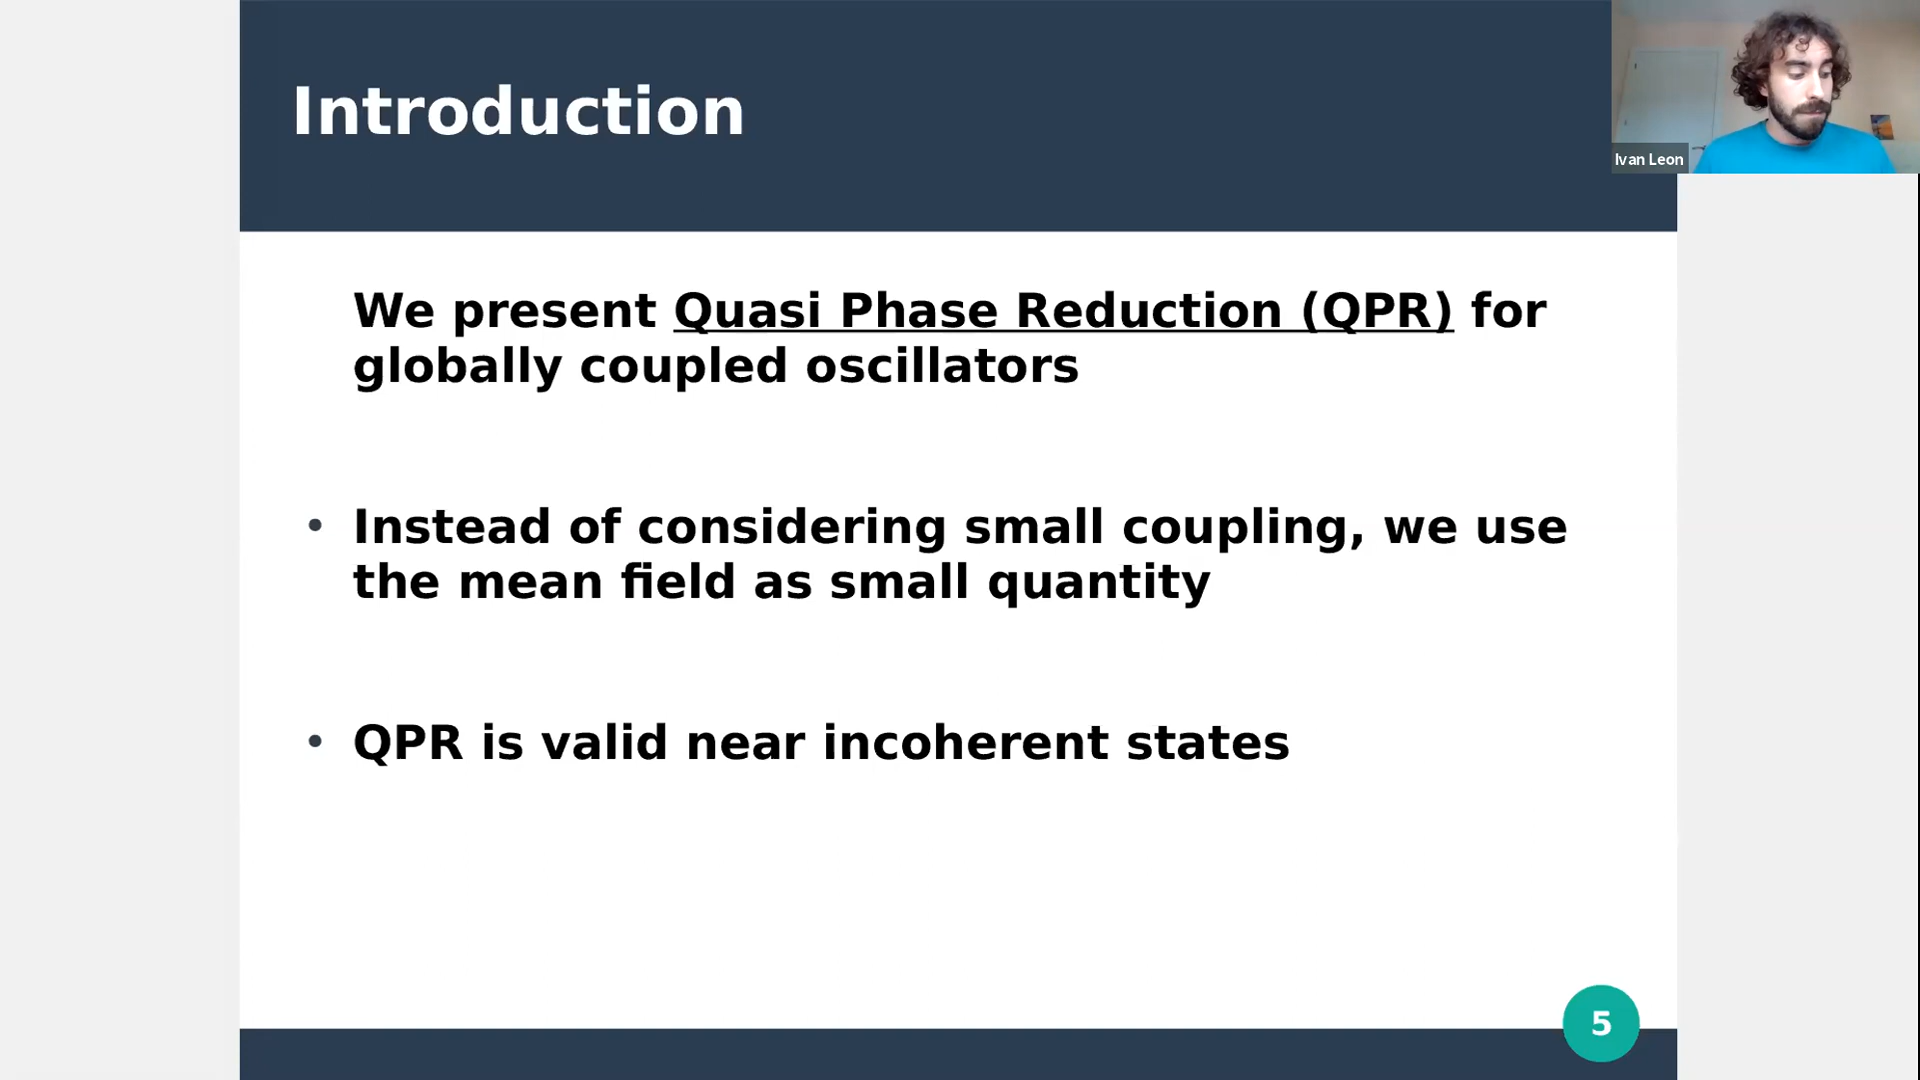 Introduction
Ivan Leon
We present Quasi Phase Reduction (QPR) for
globally coupled oscillators
• Instead of considering small coupling, we use
the mean field as small quantity
• QPR is valid near incoherent states
5